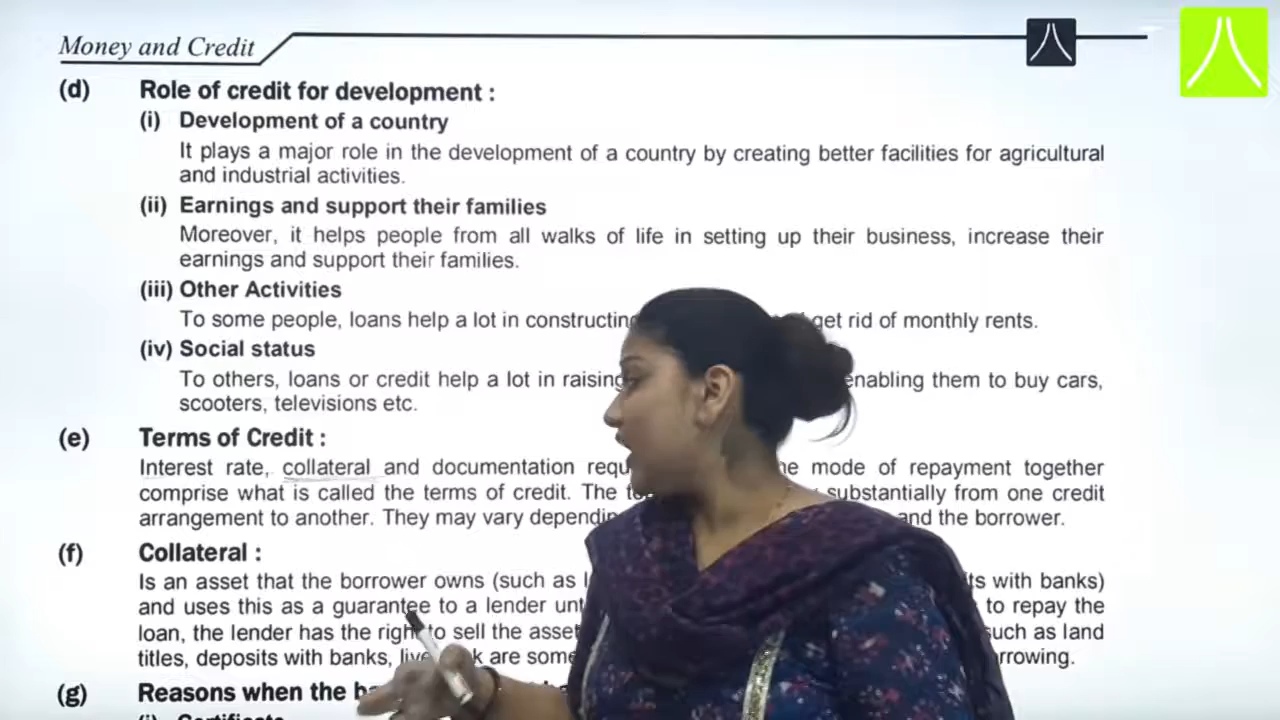 Money and Credit
(d) Role of credit for development :
(i) Development of a country
It plays a major role in the development of a country by creating better facilities for agricultural
and industrial activities.
(ii) Earnings and support their families
Moreover, it helps people from all walks of life in setting up their business, increase their
earnings and support their families.
(iii) Other Activities
To some people, loans help a lot in constructing get rid of monthly rents.
(iv) Social status
To others, loans or credit help a lot in raising enabling them to buy cars,
scooters, televisions etc.
(e) Terms of Credit :
Interest rate, collateral and documentation mode of repayment together
comprise what is called the terms of credit. The substantially from one credit
arrangement to another. They may vary and the borrower.
(f) Collateral :
Is an asset that the borrower owns (such as with banks)
and uses this as a guarantee to a lender to repay the
loan, the lender has the right to sell the asset such as land
titles, deposits with banks, are
(g) Reasons when the
(i) Certificate